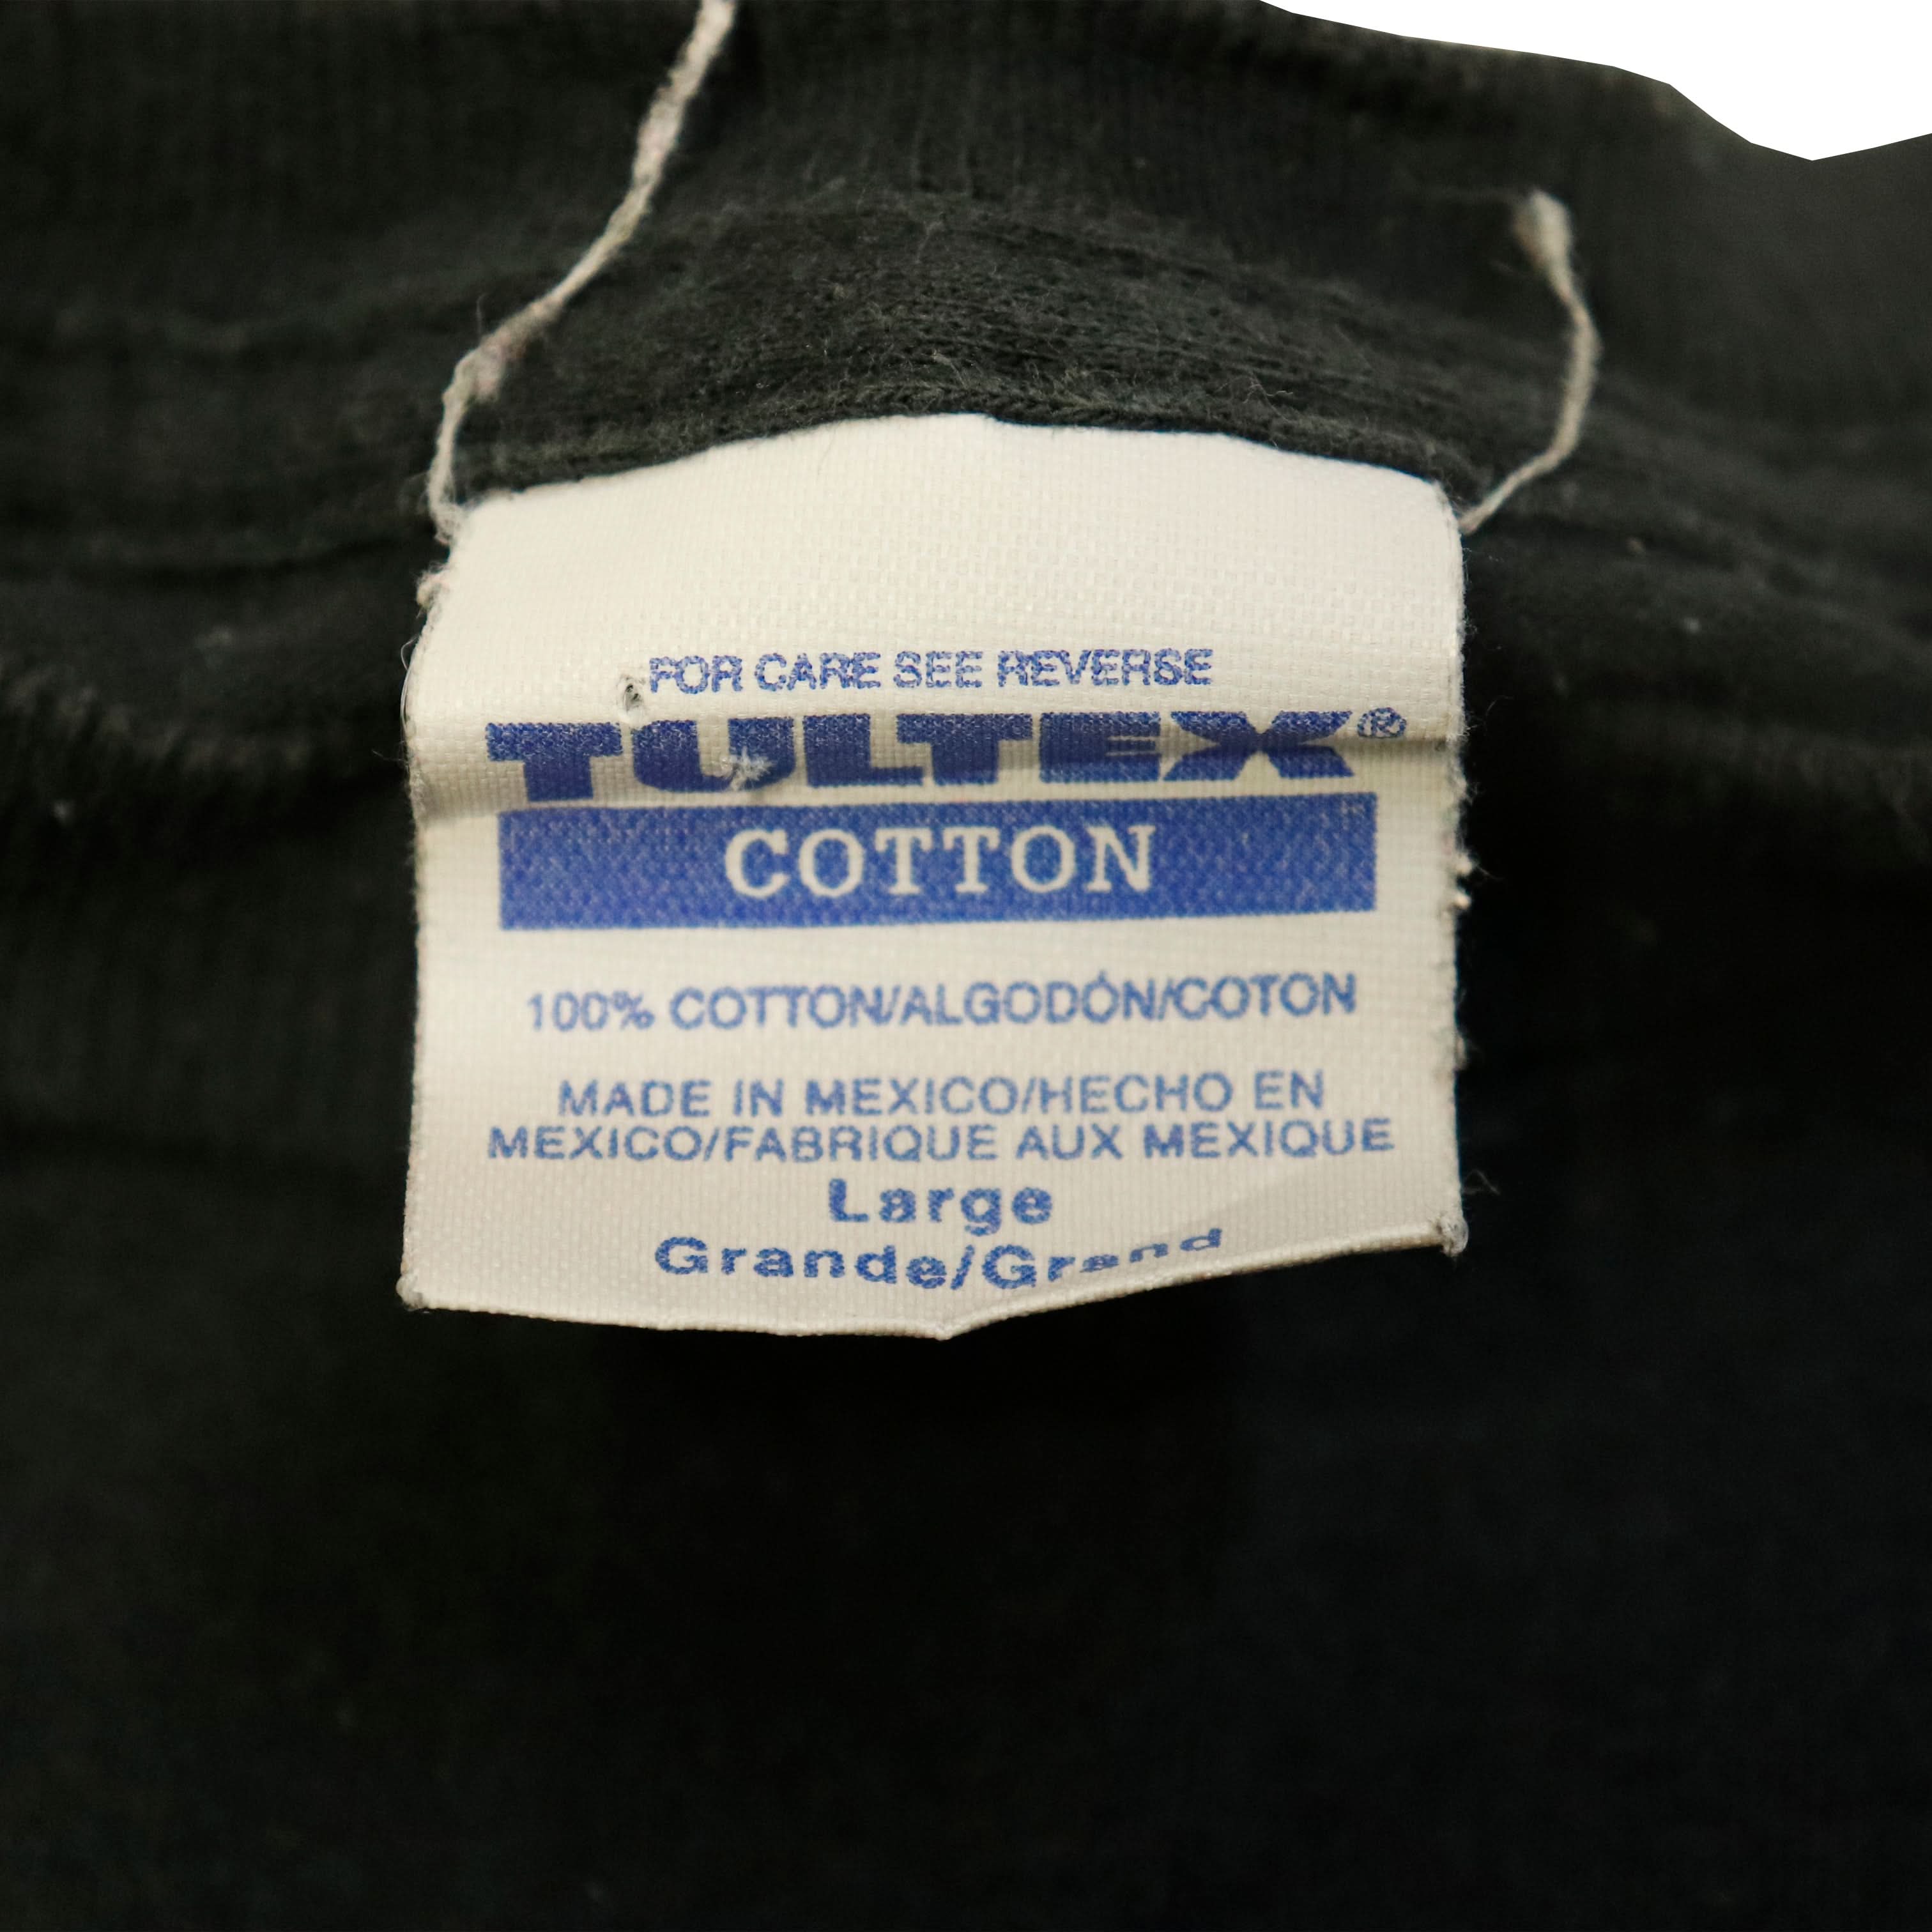 FOR CARE SEE REVERSE
TULTEX®
COTTON
100% COTTON/ALGODÓN/COTON
MADE IN MEXICO/HECHO EN
MEXICO/FABRIQUE AUX MEXIQUE
Large
Grande/Grand